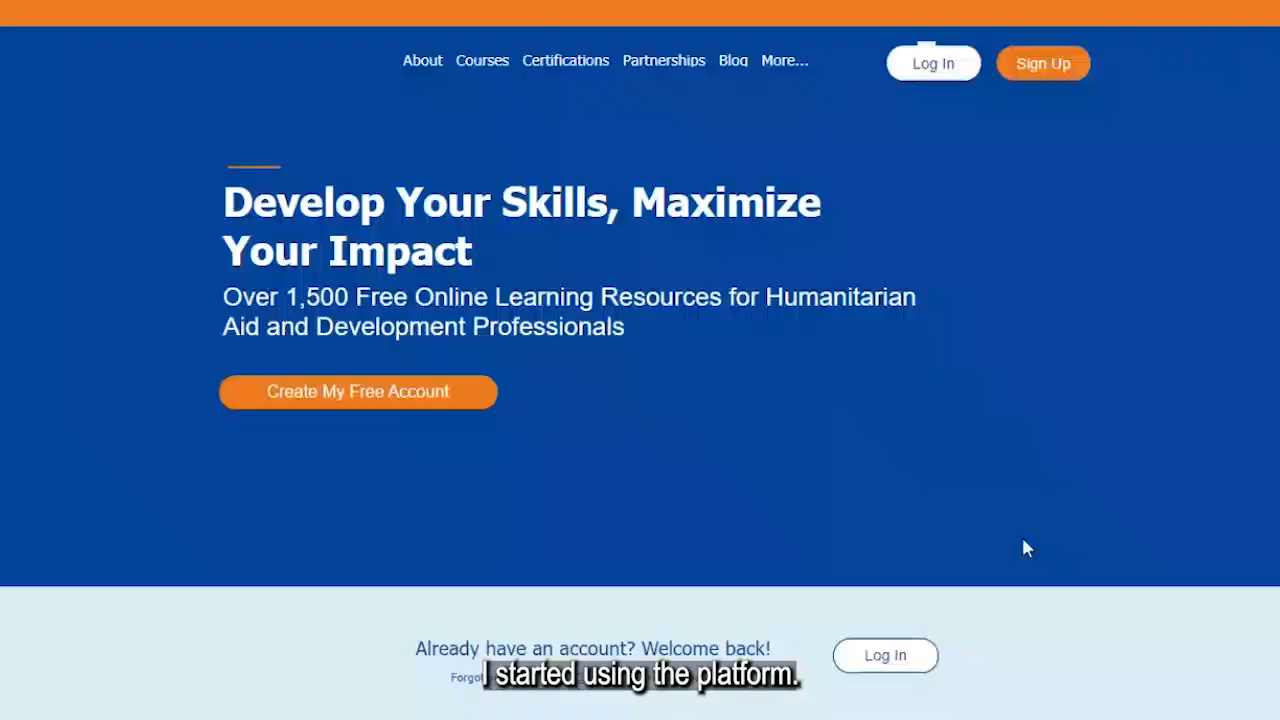 About Courses Certifications Partnerships Blog More...
Log In
Sign Up
Develop Your Skills, Maximize
Your Impact
Over 1,500 Free Online Learning Resources for Humanitarian
Aid and Development Professionals
Create My Free Account
Already have an account? Welcome back!
Log In
I started using the platform.